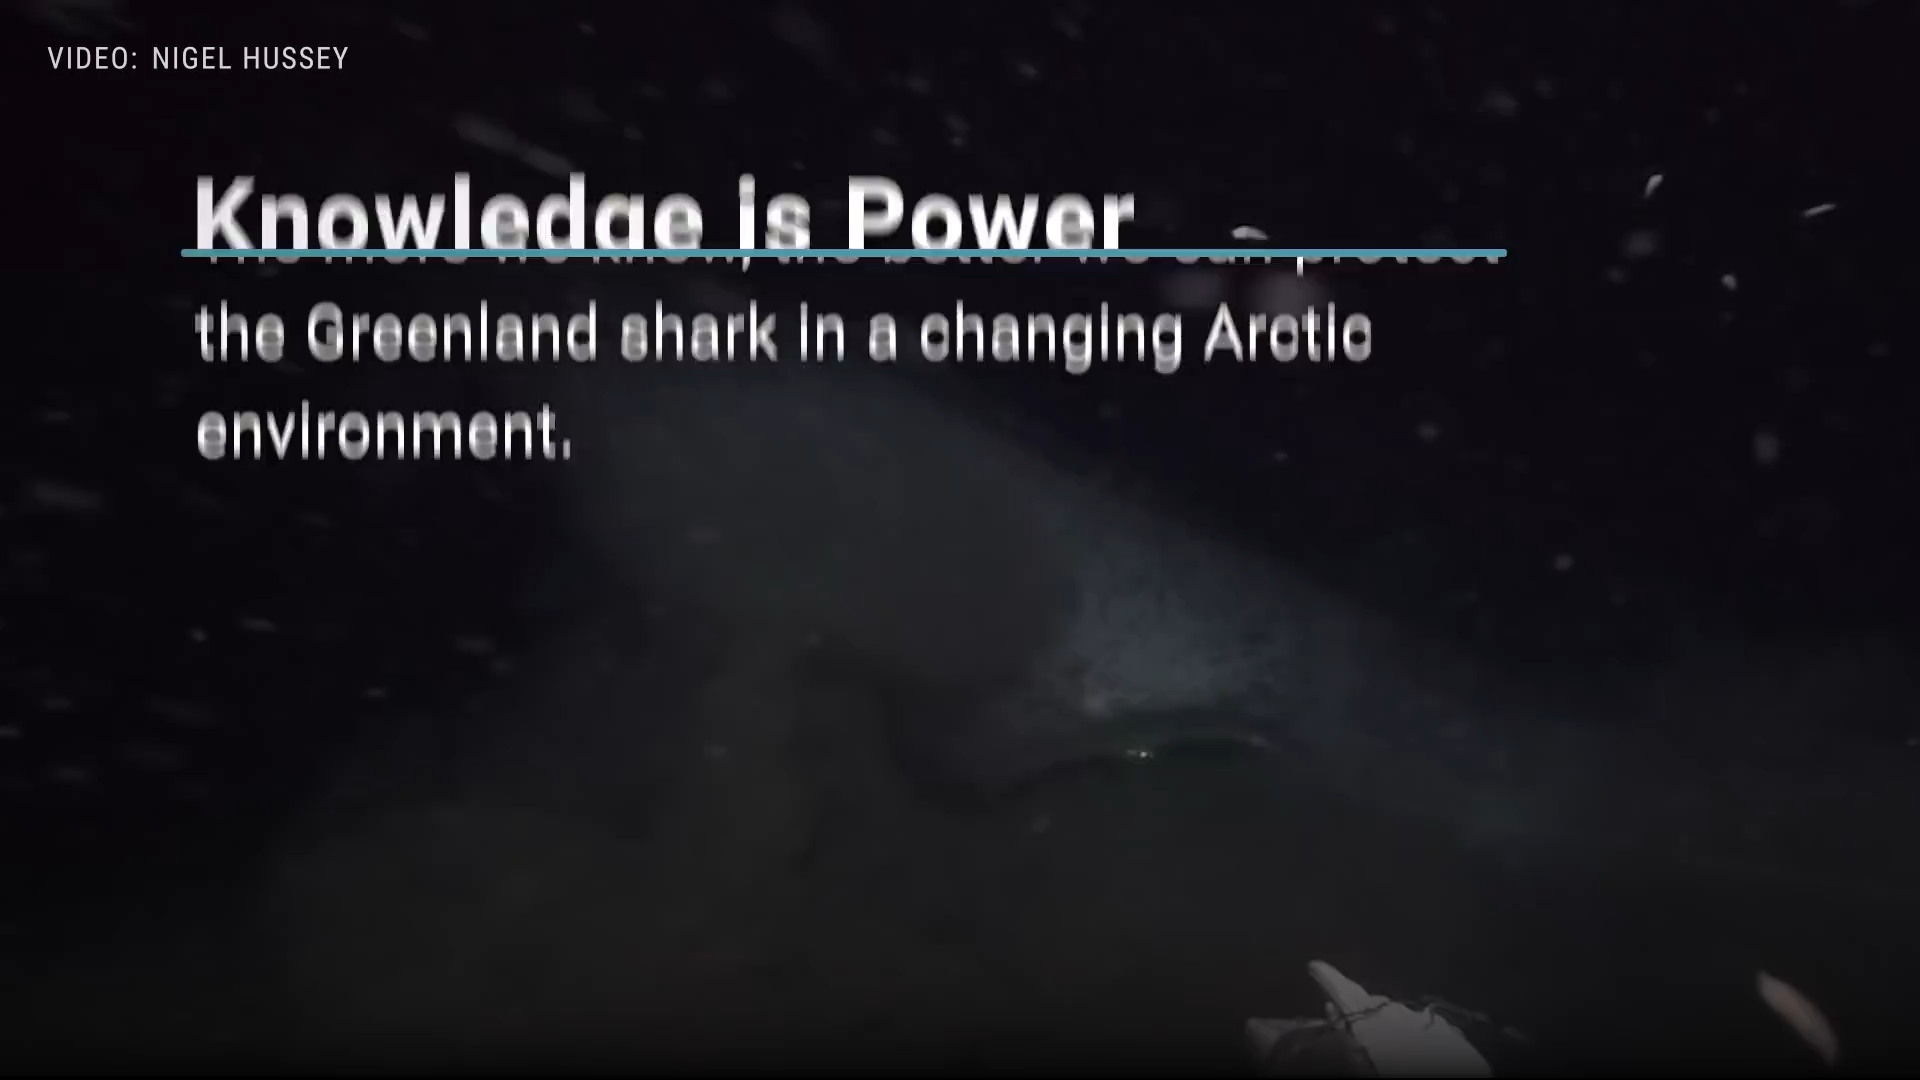 VIDEO: NIGEL HUSSEY
Knowledge is Power
the Greenland shark in a changing Arctic
environment.